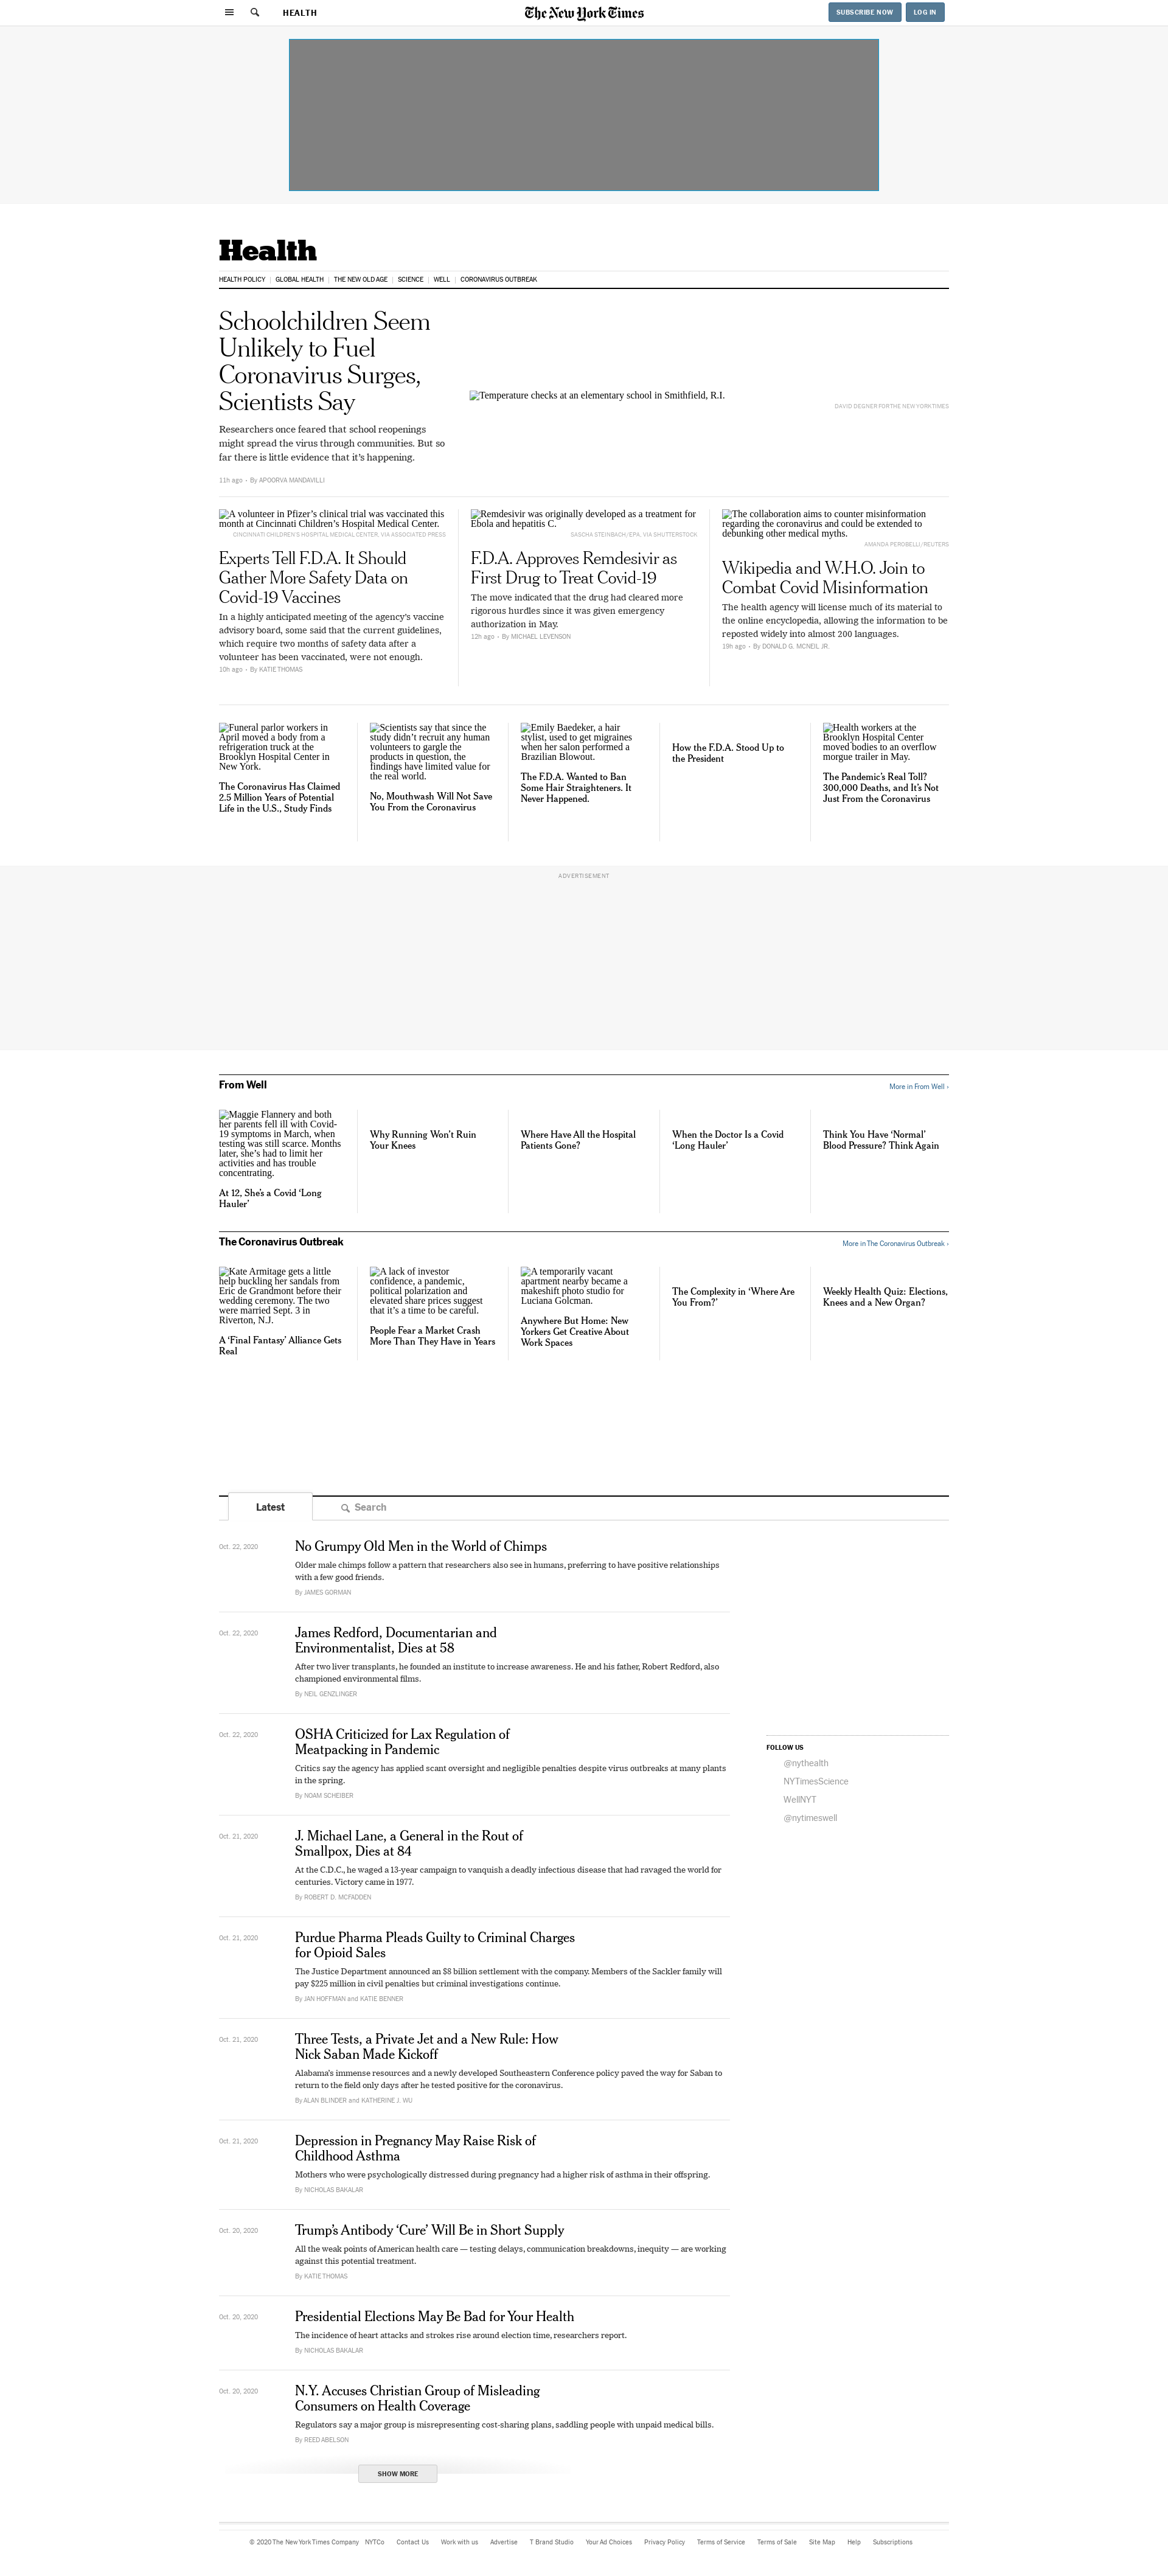 HEALTH
The New York Times
SUBSCRIBE NOW
LOG IN
Health
HEALTH POLICY
GLOBAL HEALTH
THE NEW OLD AGE
SCIENCE
WELL
CORONAVIRUS OUTBREAK
Schoolchildren Seem
Unlikely to Fuel
Coronavirus Surges,
Scientists Say
Researchers once feared that school reopenings
might spread the virus through communities. But so
far there is little evidence that it's happening.
11h ago • By APOORVA MANDAVILLI
Temperature checks at an elementary school in Smithfield, R.I.
DAVID DEGNER FOR THE NEW YORK TIMES
A volunteer in Pfizer's clinical trial was vaccinated this
month at Cincinnati Children's Hospital Medical Center.
CINCINNATI CHILDREN'S HOSPITAL MEDICAL CENTER, VIA ASSOCIATED PRESS
Experts Tell F.D.A. It Should
Gather More Safety Data on
Covid-19 Vaccines
In a highly anticipated meeting of the agency's vaccine
advisory board, some said that the current guidelines,
which require two months of safety data after a
volunteer has been vaccinated, were not enough.
10h ago • By KATIE THOMAS
Remdesivir was originally developed as a treatment for
Ebola and hepatitis C.
SASCHA STEINBACH/EPA, VIA SHUTTERSTOCK
F.D.A. Approves Remdesivir as
First Drug to Treat Covid-19
The move indicated that the drug had cleared more
rigorous hurdles since it was given emergency
authorization in May.
12h ago • By MICHAEL LEVENSON
The collaboration aims to counter misinformation
regarding the coronavirus and could be extended to
debunking other medical myths.
AMANDA PEROBELLI/REUTERS
Wikipedia and W.H.O. Join to
Combat Covid Misinformation
The health agency will license much of its material to
the online encyclopedia, allowing the information to be
reposted widely into almost 200 languages.
19h ago • By DONALD G. MCNEIL JR.
Funeral parlor workers in
April moved a body from a
refrigeration truck at the
Brooklyn Hospital Center in
New York.
The Coronavirus Has Claimed
2.5 Million Years of Potential
Life in the U.S., Study Finds
Scientists say that since the
study didn't recruit any human
volunteers to gargle the
products in question, the
findings have limited value for
the real world.
No, Mouthwash Will Not Save
You From the Coronavirus
Emily Baedeker, a hair
stylist, used to get migraines
when her salon performed a
Brazilian Blowout.
The F.D.A. Wanted to Ban
Some Hair Straighteners. It
Never Happened.
How the F.D.A. Stood Up to
the President
Health workers at the
Brooklyn Hospital Center
moved bodies to an overflow
morgue trailer in May.
The Pandemic's Real Toll?
300,000 Deaths, and It's Not
Just From the Coronavirus
ADVERTISEMENT
From Well
More in From Well ›
Maggie Flannery and both
her parents fell ill with Covid-
19 symptoms in March, when
testing was still scarce. Months
later, she's had to limit her
activities and has trouble
concentrating.
At 12, She's a Covid 'Long
Hauler'
Why Running Won't Ruin
Your Knees
Where Have All the Hospital
Patients Gone?
When the Doctor Is a Covid
'Long Hauler'
Think You Have 'Normal'
Blood Pressure? Think Again
The Coronavirus Outbreak
More in The Coronavirus Outbreak ›
Kate Armitage gets a little
help buckling her sandals from
Eric de Grandmont before their
wedding ceremony. The two
were married Sept. 3 in
Riverton, N.J.
A 'Final Fantasy' Alliance Gets
Real
A lack of investor
confidence, a pandemic,
political polarization and
elevated share prices suggest
that it's a time to be careful.
People Fear a Market Crash
More Than They Have in Years
A temporarily vacant
apartment nearby became a
makeshift photo studio for
Luciana Golcman.
Anywhere But Home: New
Yorkers Get Creative About
Work Spaces
The Complexity in 'Where Are
You From?'
Weekly Health Quiz: Elections,
Knees and a New Organ?
Latest
Search
Oct. 22, 2020
No Grumpy Old Men in the World of Chimps
Older male chimps follow a pattern that researchers also see in humans, preferring to have positive relationships
with a few good friends.
By JAMES GORMAN
Oct. 22, 2020
James Redford, Documentarian and
Environmentalist, Dies at 58
After two liver transplants, he founded an institute to increase awareness. He and his father, Robert Redford, also
championed environmental films.
By NEIL GENZLINGER
Oct. 22, 2020
OSHA Criticized for Lax Regulation of
Meatpacking in Pandemic
Critics say the agency has applied scant oversight and negligible penalties despite virus outbreaks at many plants
in the spring.
By NOAM SCHEIBER
FOLLOW US
@nythealth
NYTimesScience
WellNYT
@nytimeswell
Oct. 21, 2020
J. Michael Lane, a General in the Rout of
Smallpox, Dies at 84
At the C.D.C., he waged a 13-year campaign to vanquish a deadly infectious disease that had ravaged the world for
centuries. Victory came in 1977.
By ROBERT D. MCFADDEN
Oct. 21, 2020
Purdue Pharma Pleads Guilty to Criminal Charges
for Opioid Sales
The Justice Department announced an $8 billion settlement with the company. Members of the Sackler family will
pay $225 million in civil penalties but criminal investigations continue.
By JAN HOFFMAN and KATIE BENNER
Oct. 21, 2020
Three Tests, a Private Jet and a New Rule: How
Nick Saban Made Kickoff
Alabama's immense resources and a newly developed Southeastern Conference policy paved the way for Saban to
return to the field only days after he tested positive for the coronavirus.
By ALAN BLINDER and KATHERINE J. WU
Oct. 21, 2020
Depression in Pregnancy May Raise Risk of
Childhood Asthma
Mothers who were psychologically distressed during pregnancy had a higher risk of asthma in their offspring.
By NICHOLAS BAKALAR
Oct. 20, 2020
Trump's Antibody 'Cure' Will Be in Short Supply
All the weak points of American health care — testing delays, communication breakdowns, inequity — are working
against this potential treatment.
By KATIE THOMAS
Oct. 20, 2020
Presidential Elections May Be Bad for Your Health
The incidence of heart attacks and strokes rise around election time, researchers report.
By NICHOLAS BAKALAR
Oct. 20, 2020
N.Y. Accuses Christian Group of Misleading
Consumers on Health Coverage
Regulators say a major group is misrepresenting cost-sharing plans, saddling people with unpaid medical bills.
By REED ABELSON
SHOW MORE
© 2020 The New York Times Company NYTCo Contact Us Work with us Advertise T Brand Studio Your Ad Choices Privacy Policy Terms of Service Terms of Sale Site Map Help Subscriptions